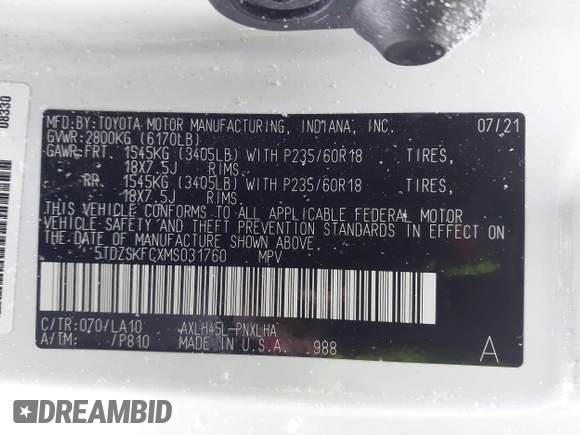 08330
MFD.BY:TOYOTA MOTOR MANUFACTURING, INDIANA, INC. 07/21
GVWR:2800KG (6170LB)
GAWR:FRT. 1545KG (3405LB) WITH P235/60R18 TIRES,
18X7.5J RIMS
RR. 1545KG (3405LB) WITH P235/60R18 TIRES,
18X7.5J RIMS
THIS VEHICLE CONFORMS TO ALL APPLICABLE FEDERAL MOTOR
VEHICLE SAFETY AND THEFT PREVENTION STANDARDS IN EFFECT ON
THE DATE OF MANUFACTURE SHOWN ABOVE.
5TDZSKFCXMS031760 MPV
C/TR:070/LA10 AXLH45L-PNXLHA
A/TM: /P810 MADE IN U.S.A. 988 A
DREAMBID